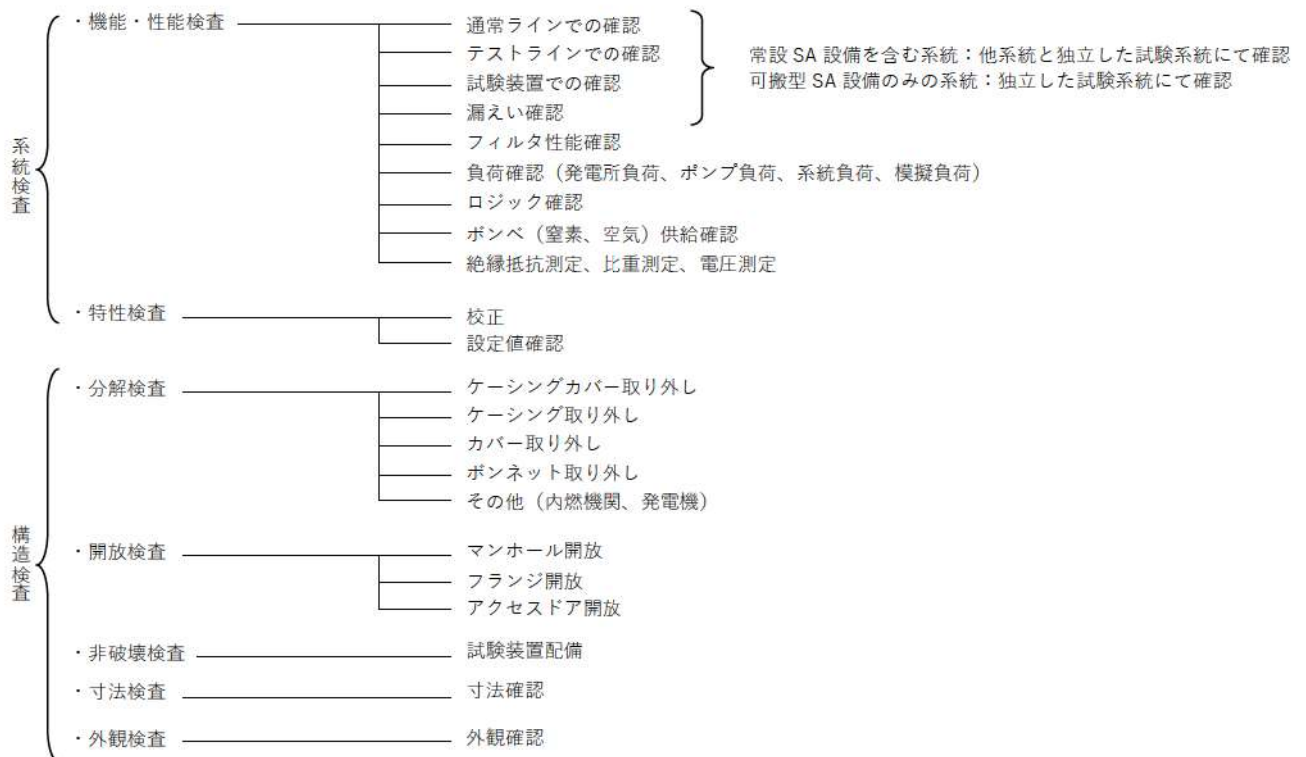 系統検査
・機能・性能検査
通常ラインでの確認
テストラインでの確認
試験装置での確認
漏えい確認
常設 SA 設備を含む系統：他系統と独立した試験系統にて確認
可搬型 SA 設備のみの系統：独立した試験系統にて確認
フィルタ性能確認
負荷確認（発電所負荷、ポンプ負荷、系統負荷、模擬負荷）
ロジック確認
ボンベ（窒素、空気）供給確認
絶縁抵抗測定、比重測定、電圧測定
・特性検査
校正
設定値確認
構造検査
・分解検査
ケーシングカバー取り外し
ケーシング取り外し
カバー取り外し
ボンネット取り外し
その他（内燃機関、発電機）
・開放検査
マンホール開放
フランジ開放
アクセスドア開放
・非破壊検査
試験装置配備
・寸法検査
寸法確認
・外観検査
外観確認